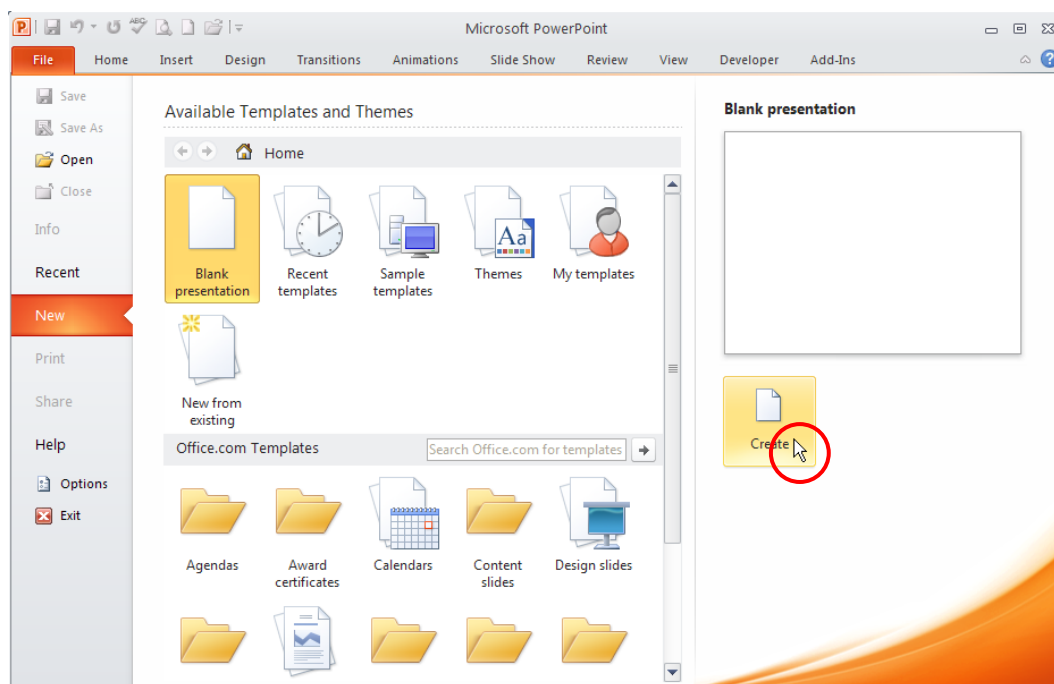 P ABC Microsoft PowerPoint
File Home Insert Design Transitions Animations Slide Show Review View Developer Add-Ins ?
Save
Save As
Open
Close
Info
Recent
New
Print
Share
Help
Options
Exit
Available Templates and Themes
Home
Blank
presentation
Recent
templates
Sample
templates
Aa
Themes
My templates
New from
existing
Office.com Templates Search Office.com for templates
Agendas
Award
certificates
Calendars
Content
slides
Design slides
Blank presentation
Create